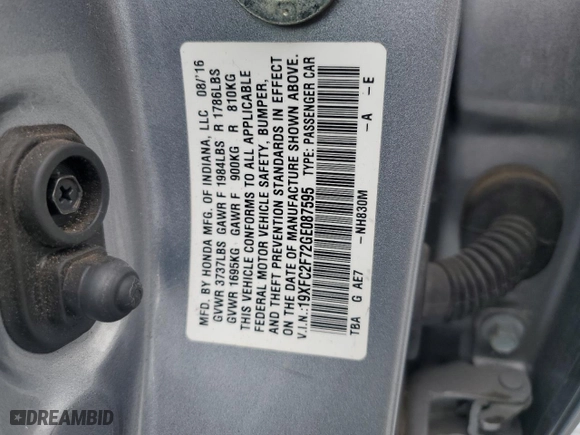 MFD. BY HONDA MFG. OF INDIANA, LLC 08/'16
GVWR 3737LBS GAWR F 1984LBS R 1786LBS
GVWR 1695KG GAWR F 900KG R 810KG
THIS VEHICLE CONFORMS TO ALL APPLICABLE
FEDERAL MOTOR VEHICLE SAFETY, BUMPER,
AND THEFT PREVENTION STANDARDS IN EFFECT
ON THE DATE OF MANUFACTURE SHOWN ABOVE.
V.I.N.:19XFC2F72GE087595 TYPE: PASSENGER CAR
TBA G AE7 -NH830M -A -E
DREAMBID